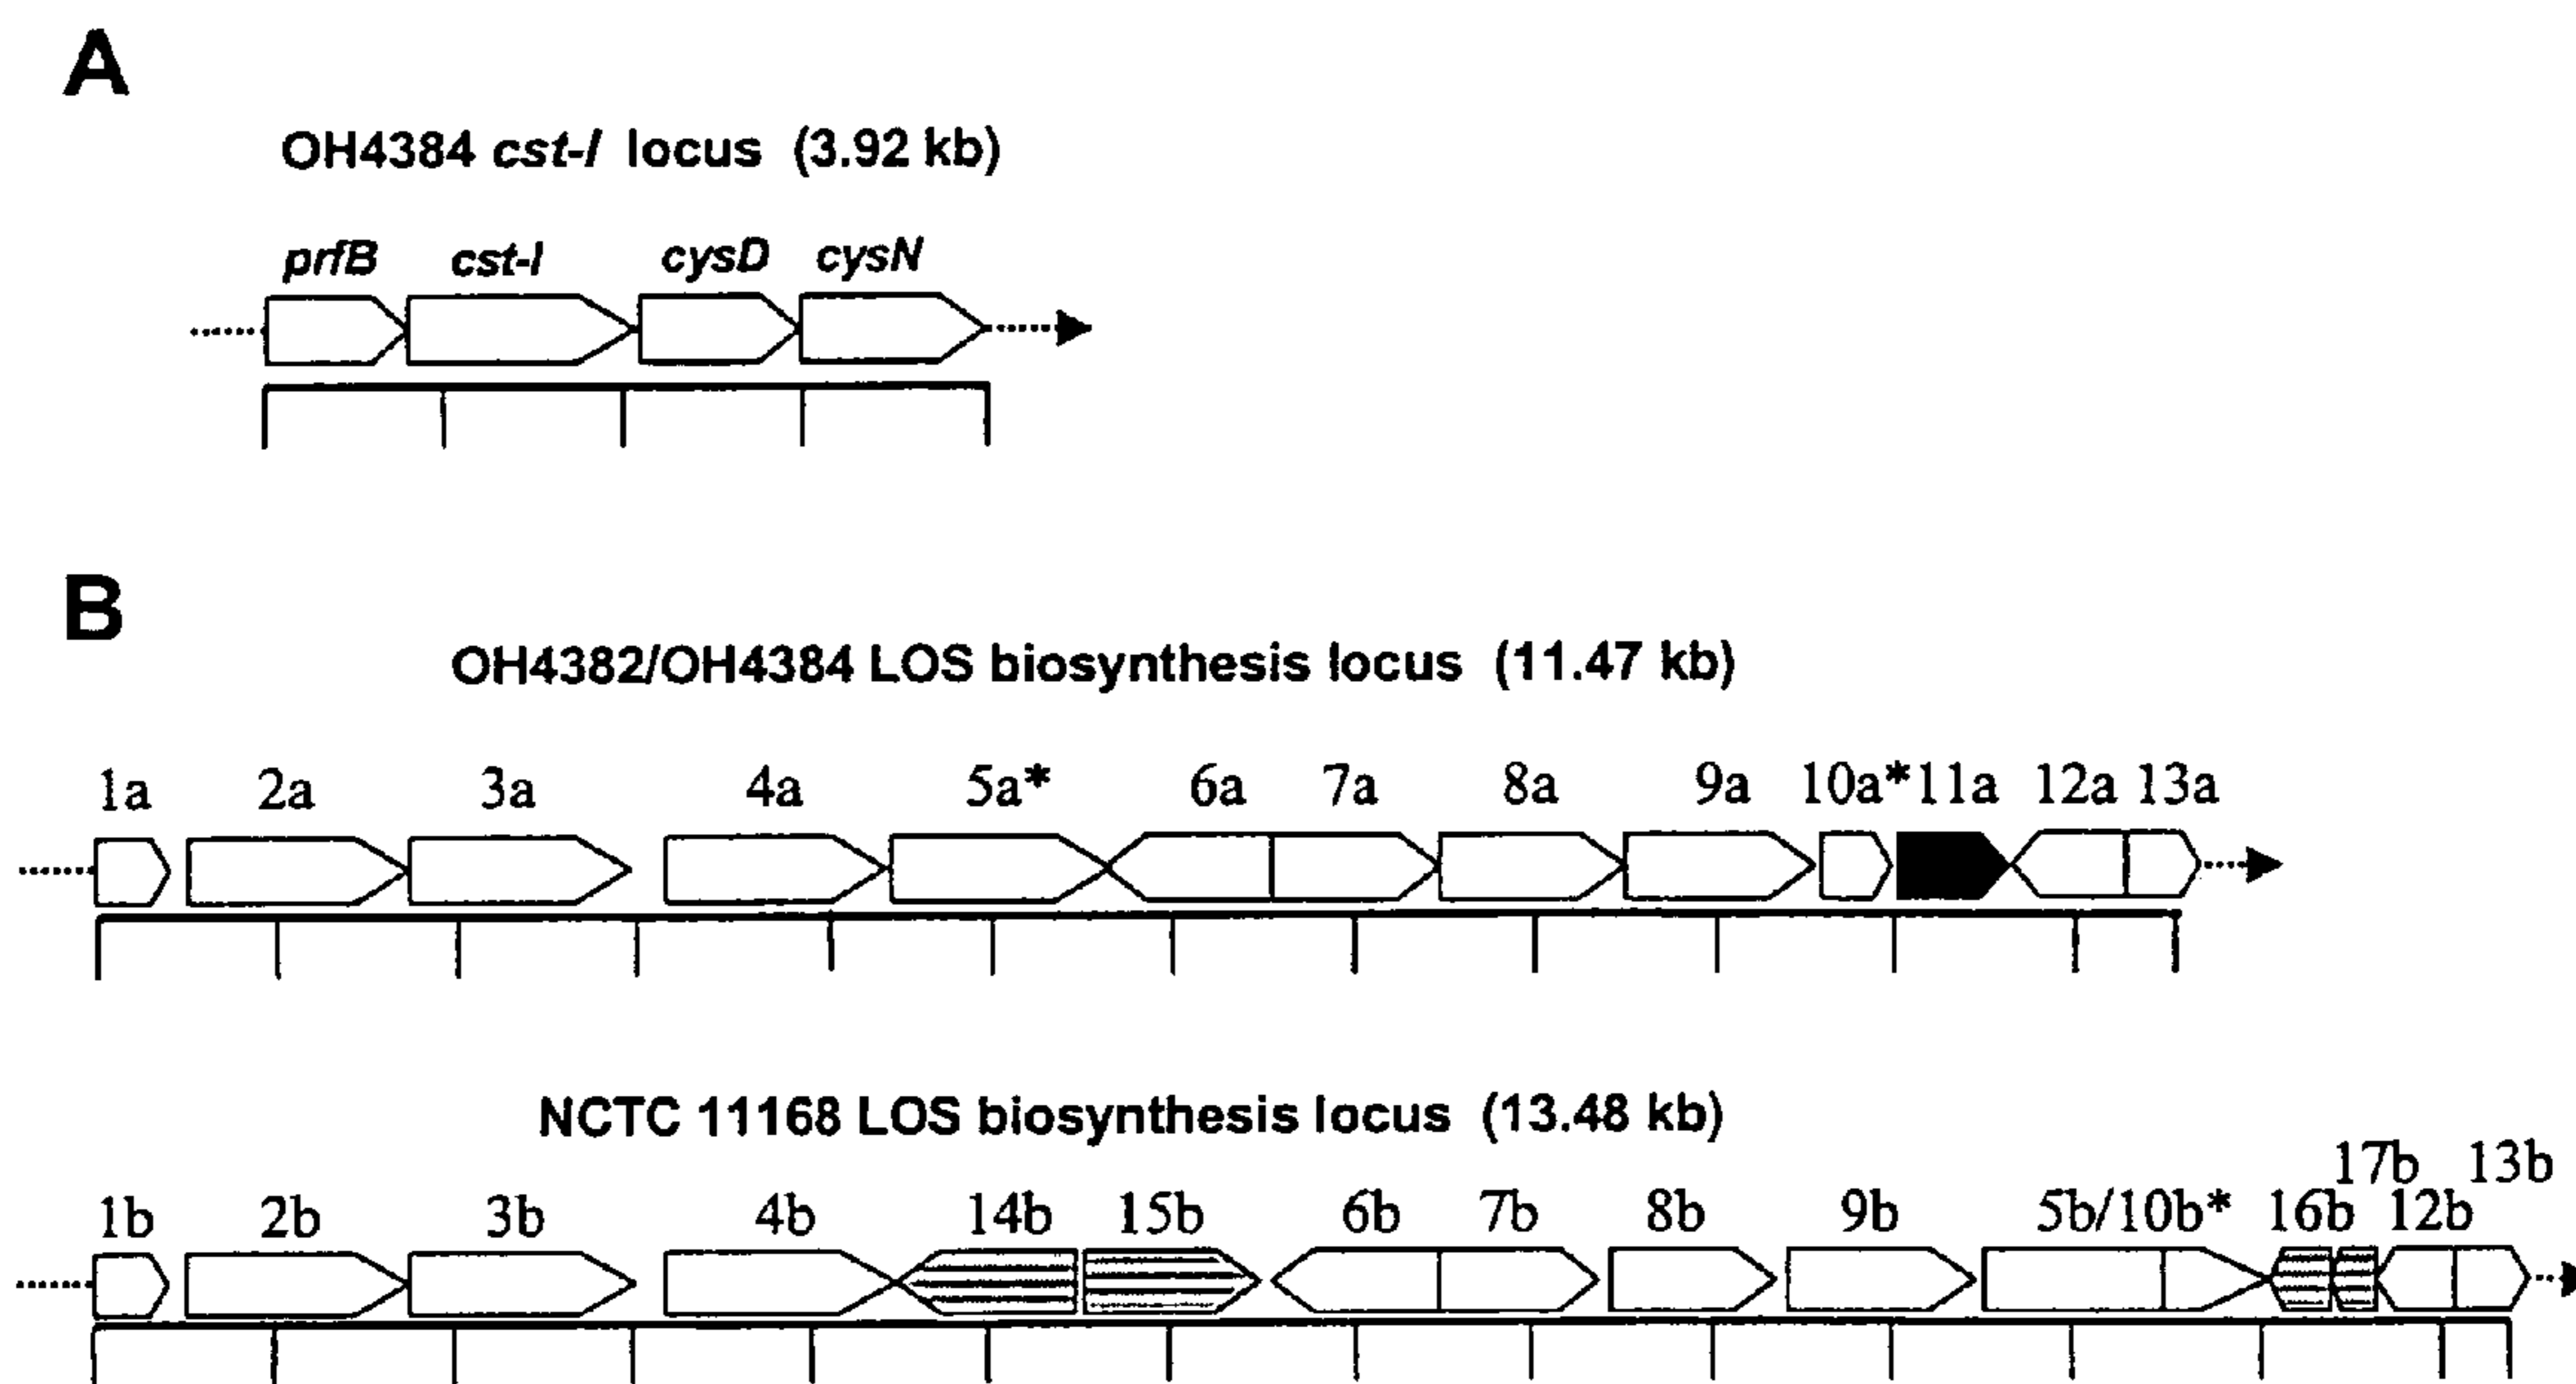 A
OH4384 cst-I locus (3.92 kb)
prfB cst-I cysD cysN
B
OH4382/OH4384 LOS biosynthesis locus (11.47 kb)
1a 2a 3a 4a 5a* 6a 7a 8a 9a 10a* 11a 12a 13a
NCTC 11168 LOS biosynthesis locus (13.48 kb)
17b 13b
1b 2b 3b 4b 14b 15b 6b 7b 8b 9b 5b/10b* 16b 12b